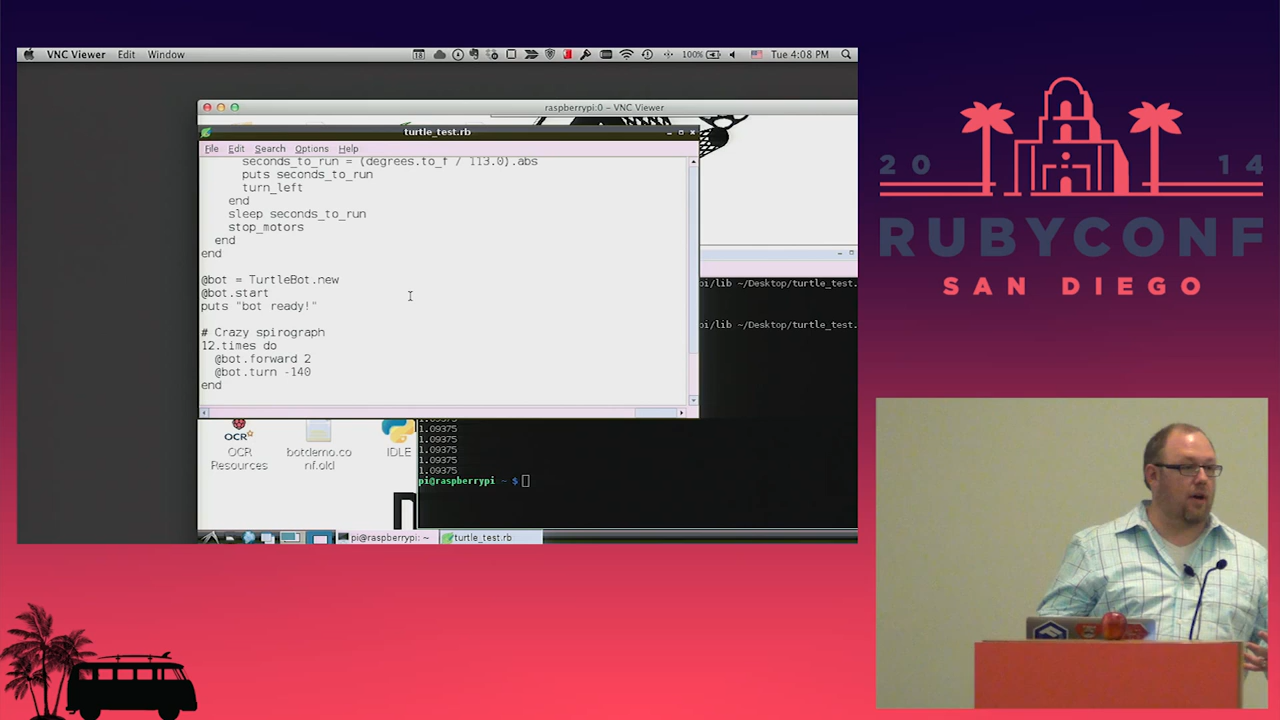 VNC Viewer Edit Window
18
100%
Tue 4:08 PM
raspberrypi:0 – VNC Viewer
turtle_test.rb
File Edit Search Options Help
seconds_to_run = (degrees.to_f / 113.0).abs
puts seconds_to_run
turn_left
end
sleep seconds_to_run
stop_motors
end
end
@bot = TurtleBot.new
@bot.start
puts "bot ready!"
# Crazy spirograph
12.times do
@bot.forward 2
@bot.turn -140
end
pi/lib ~/Desktop/turtle_test.
pi/lib ~/Desktop/turtle_test.
OCR
OCR
Resources
botdemo.co
nf.old
IDLE
1.09375
1.09375
1.09375
1.09375
1.09375
pi@raspberrypi ~ $
pi@raspberrypi: ~
turtle_test.rb
20 14
RUBYCONF
SAN DIEGO